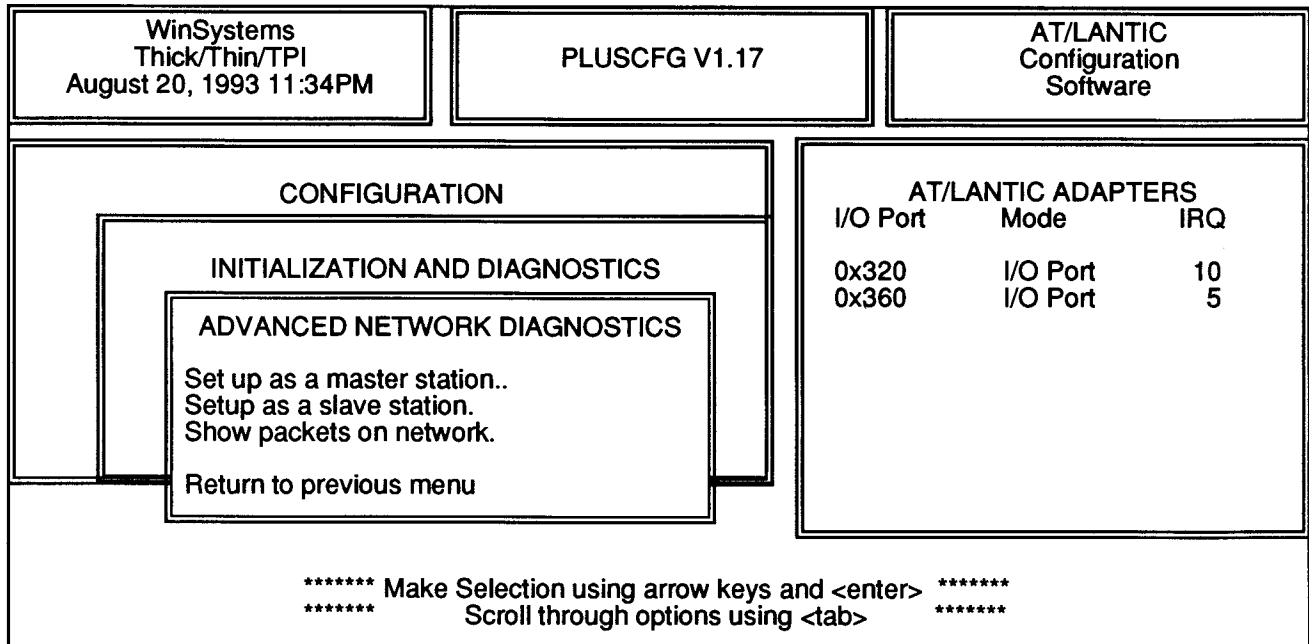 WinSystems
Thick/Thin/TPI
August 20, 1993 11:34PM
PLUSCFG V1.17
AT/LANTIC
Configuration
Software
CONFIGURATION
INITIALIZATION AND DIAGNOSTICS
ADVANCED NETWORK DIAGNOSTICS
Set up as a master station..
Setup as a slave station.
Show packets on network.
Return to previous menu
AT/LANTIC ADAPTERS
I/O Port Mode IRQ
0x320 I/O Port 10
0x360 I/O Port 5
******* Make Selection using arrow keys and <enter> *******
******* Scroll through options using <tab> *******